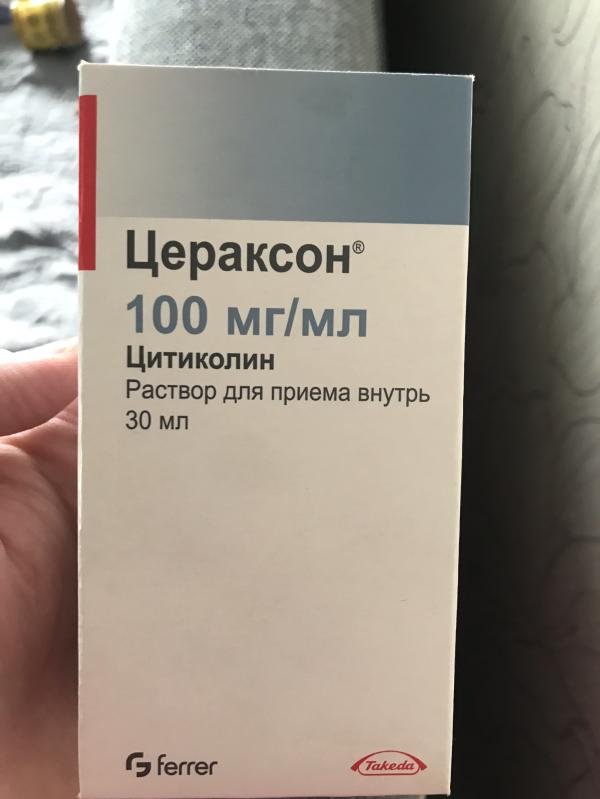 Цераксон®
100 мг/мл
Цитиколин
Раствор для приема внутрь
30 мл
ferrer
Takeda